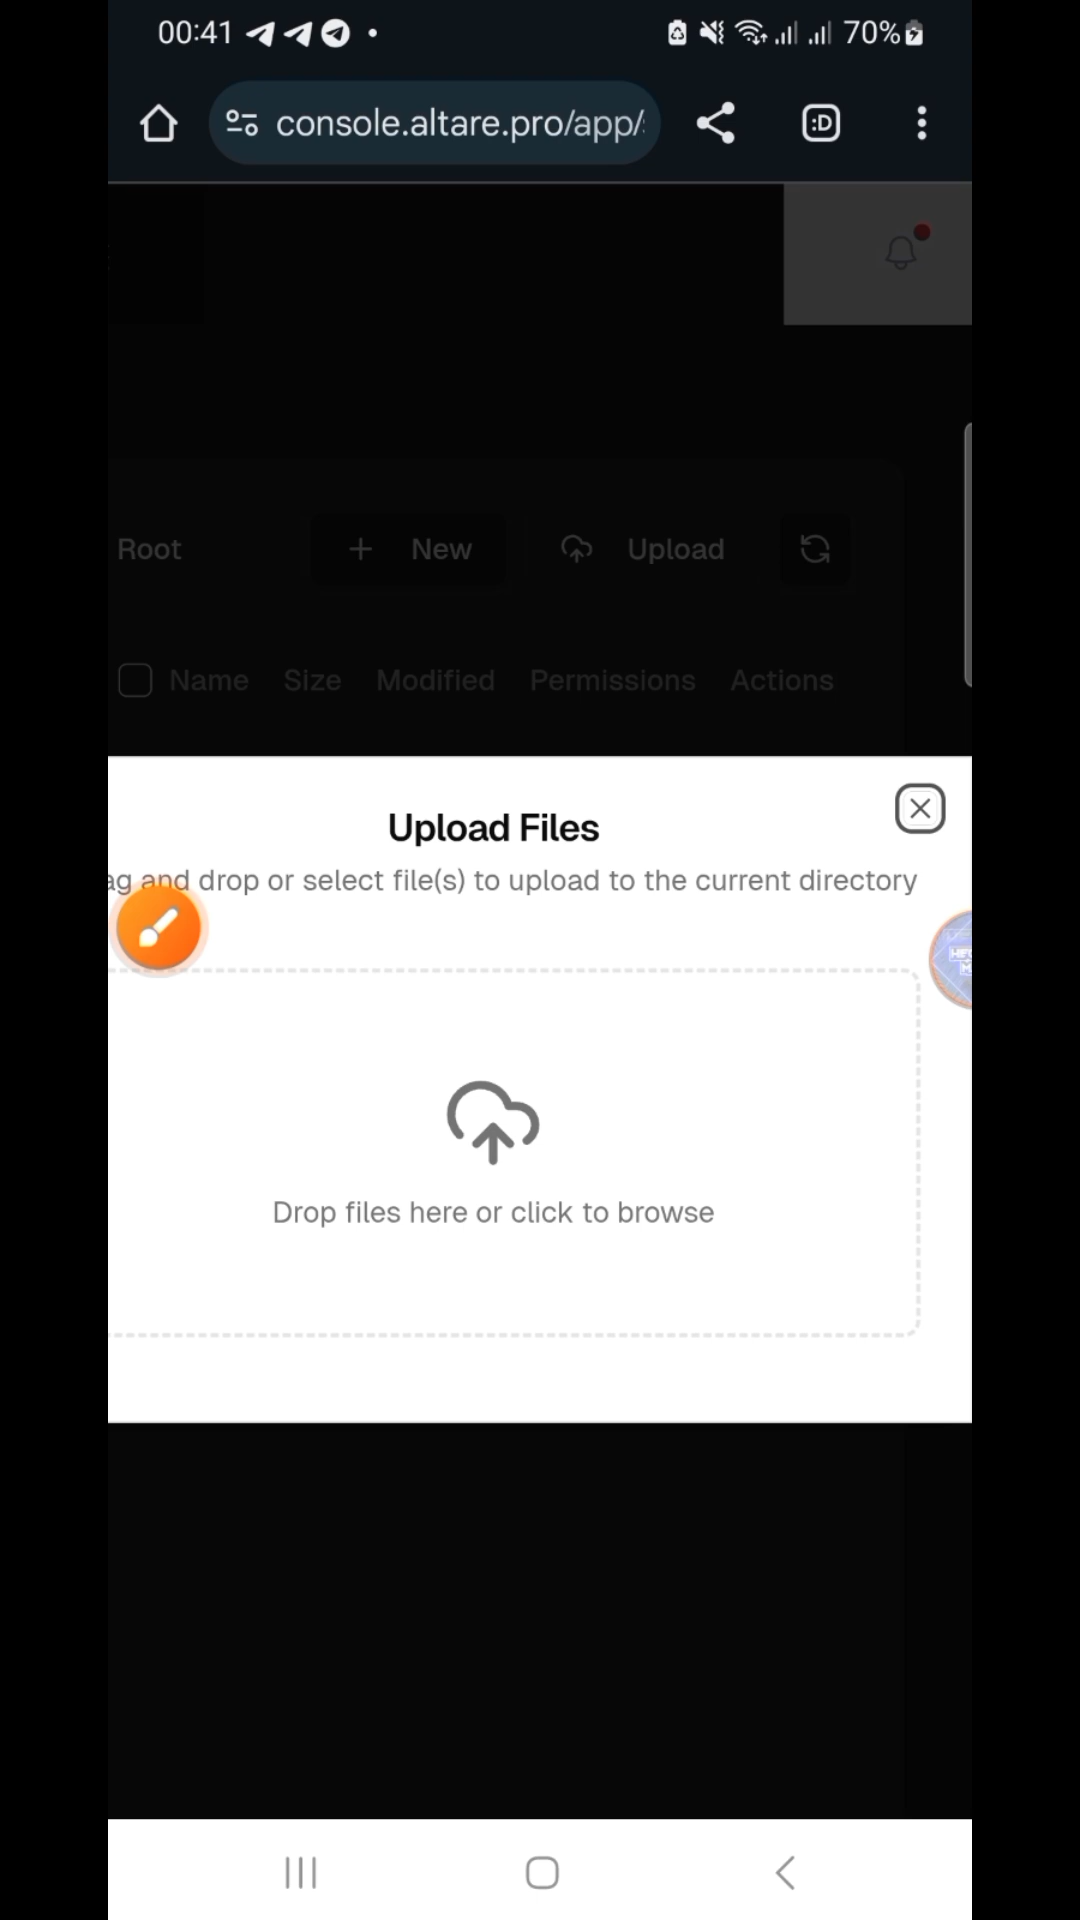 00:41
70%
console.altare.pro/app/
:D
Root
New
Upload
Name Size Modified Permissions Actions
Upload Files
ag and drop or select file(s) to upload to the current directory
Drop files here or click to browse